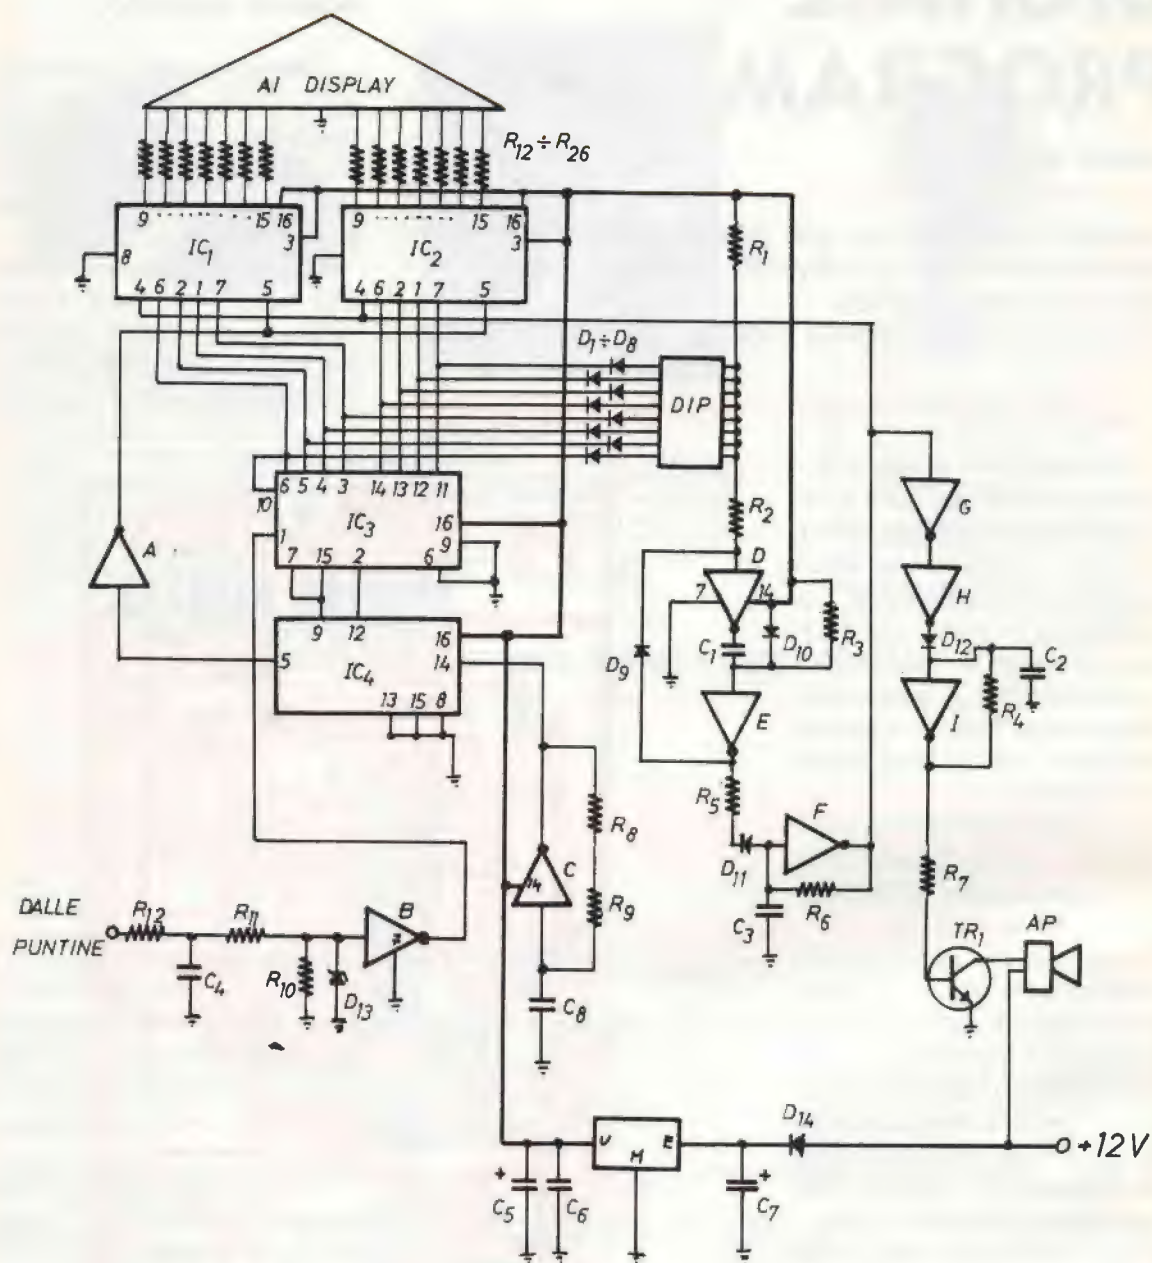 AI DISPLAY
R12 ÷ R26
9 15 16
3
8
IC1
4 6 2 1 7 5
9 15 16
3
IC2
4 6 2 1 7 5
R1
D1 ÷ D8
DIP
6 5 4 3 14 13 12 11
10
1
IC3
16
9
7 15 2 6
A
R2
D
7 14
G
H
D12
C2
R4
I
C1
D10
R3
D9
E
9 12
16
14
5
IC4
13 15 8
R5
F
D11
R6
C3
R7
R8
R9
14
C
C8
DALLE
PUNTINE
R12
R11
B
C4
R10
D13
TR1
AP
D14
+12V
U E
M
+
C5
C6
+
C7